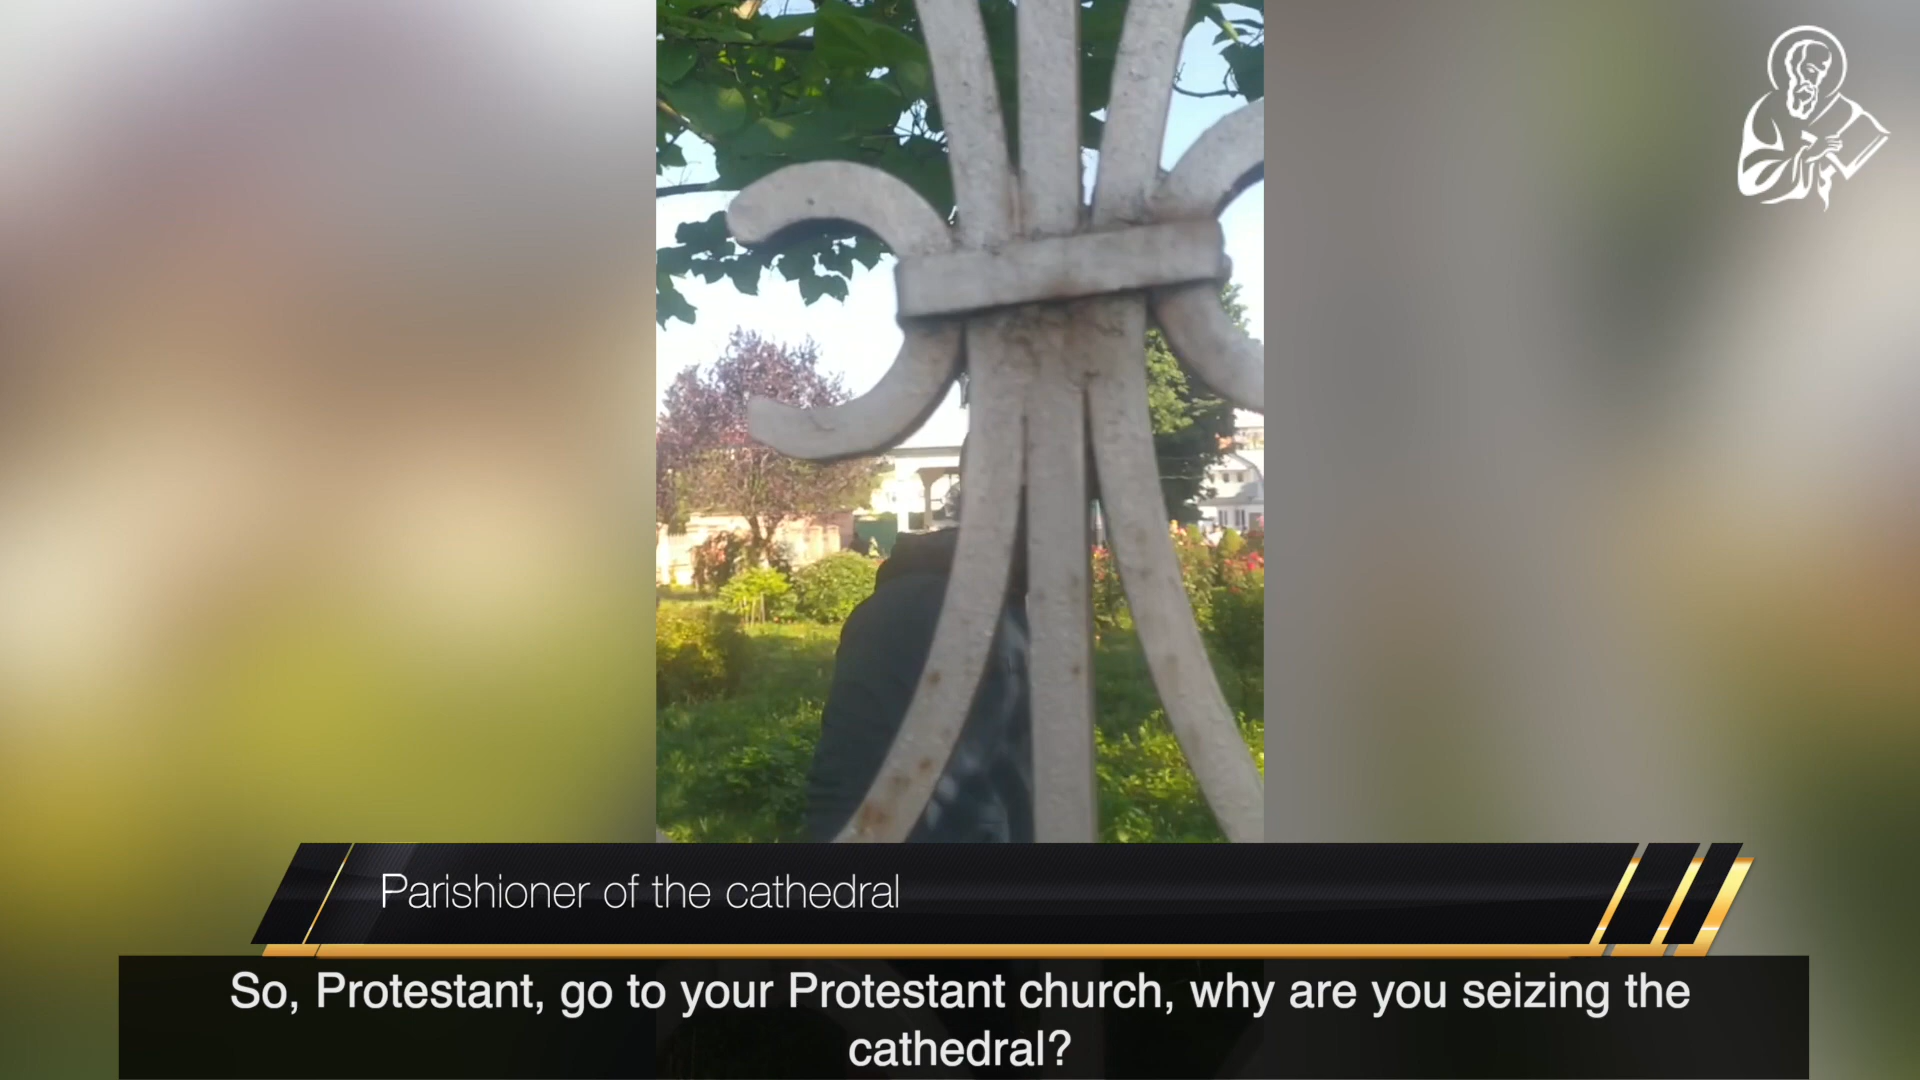 Parishioner of the cathedral
So, Protestant, go to your Protestant church, why are you seizing the
cathedral?